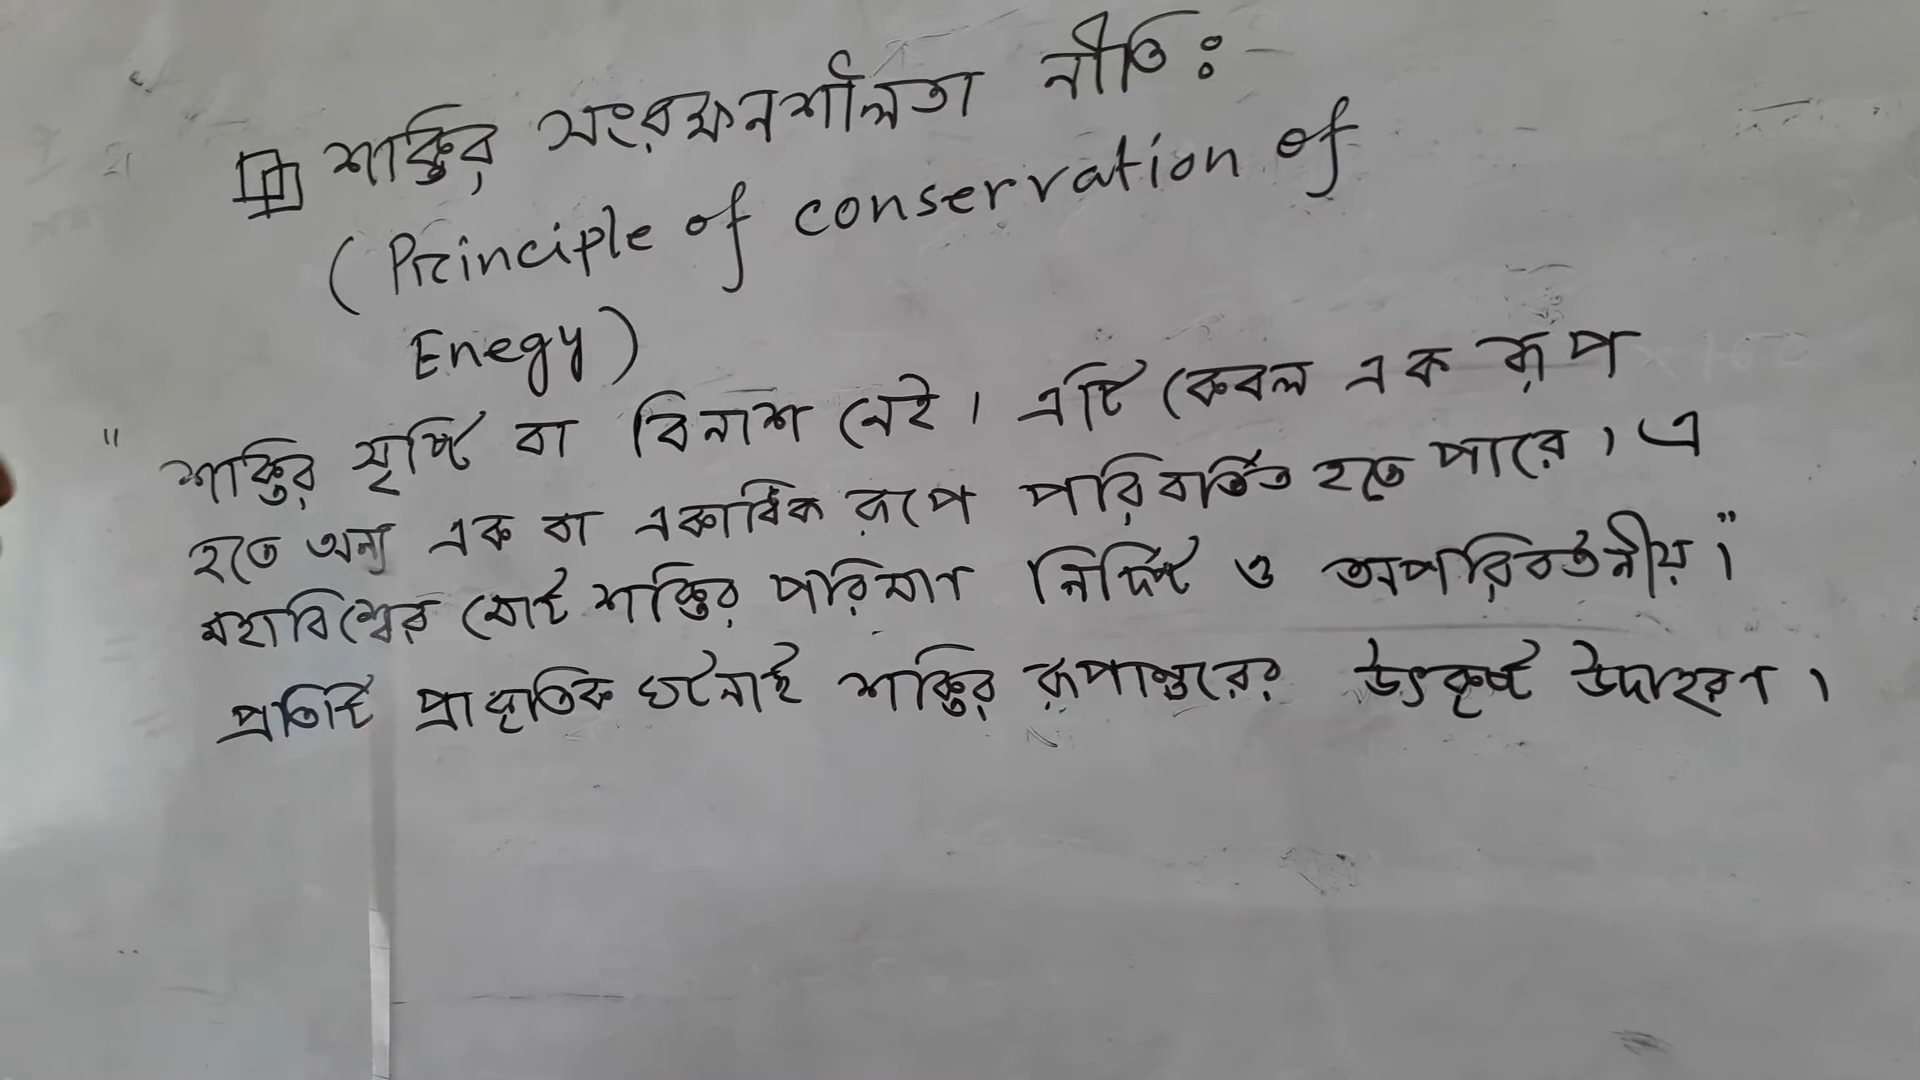 শক্তির সংরক্ষনশীলতা নীতি ঃ
(Principle of conservation of
Enegy)
" শক্তির সৃষ্টি বা বিনাশ নেই। এটি কেবল এক রূপ
হতে অন্য এক বা একাধিক রূপে পরিবর্তিত হতে পারে। এ
মহাবিশ্বের মোট শক্তির পরিমাণ নির্দিষ্ট ও অপরিবর্তনীয়।"
প্রতিটি প্রাকৃতিক ঘটনাই শক্তির রূপান্তরের উৎকৃষ্ট উদাহরণ।